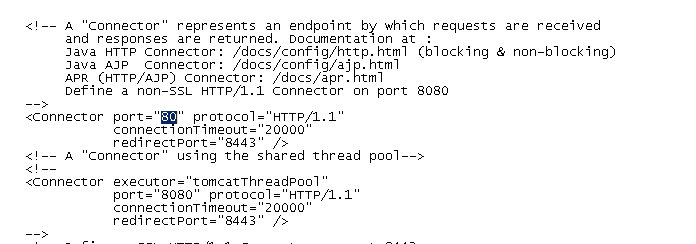 <!-- A "Connector" represents an endpoint by which requests are received
and responses are returned. Documentation at :
Java HTTP Connector: /docs/config/http.html (blocking & non-blocking)
Java AJP  Connector: /docs/config/ajp.html
APR (HTTP/AJP) Connector: /docs/apr.html
Define a non-SSL HTTP/1.1 Connector on port 8080
-->
<Connector port="80" protocol="HTTP/1.1"
connectionTimeout="20000"
redirectPort="8443" />
<!-- A "Connector" using the shared thread pool-->
<!--
<Connector executor="tomcatThreadPool"
port="8080" protocol="HTTP/1.1"
connectionTimeout="20000"
redirectPort="8443" />
-->